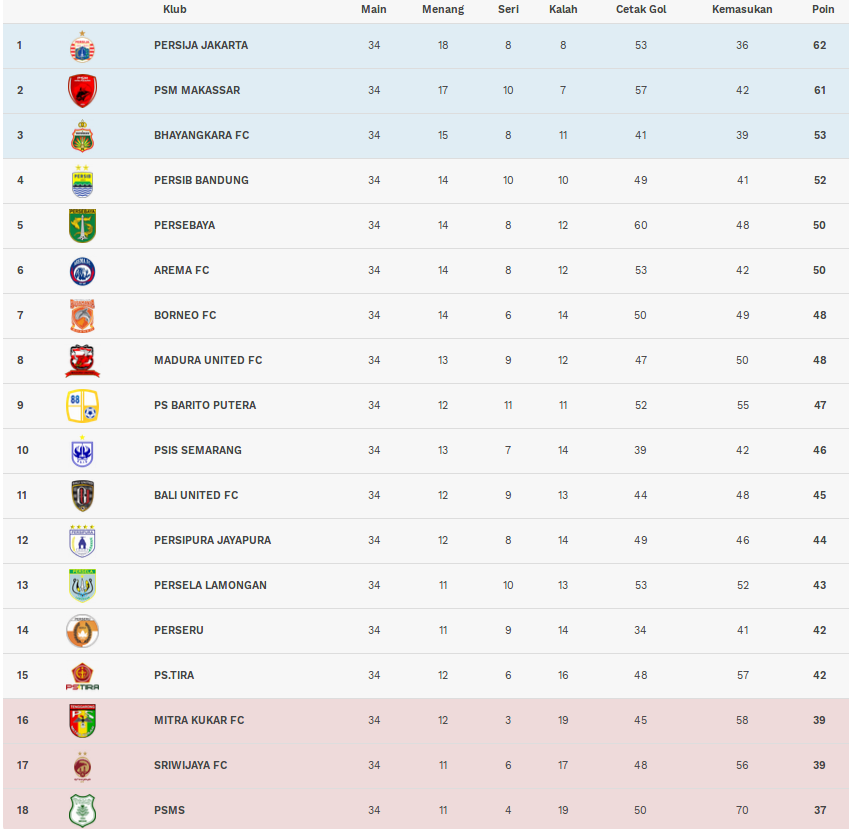 Klub Main Menang Seri Kalah Cetak Gol Kemasukan Poin
1 PERSIJA JAKARTA 34 18 8 8 53 36 62
2 PSM MAKASSAR 34 17 10 7 57 42 61
3 BHAYANGKARA FC 34 15 8 11 41 39 53
4 PERSIB BANDUNG 34 14 10 10 49 41 52
5 PERSEBAYA 34 14 8 12 60 48 50
6 AREMA FC 34 14 8 12 53 42 50
7 BORNEO FC 34 14 6 14 50 49 48
8 MADURA UNITED FC 34 13 9 12 47 50 48
9 PS BARITO PUTERA 34 12 11 11 52 55 47
10 PSIS SEMARANG 34 13 7 14 39 42 46
11 BALI UNITED FC 34 12 9 13 44 48 45
12 PERSIPURA JAYAPURA 34 12 8 14 49 46 44
13 PERSELA LAMONGAN 34 11 10 13 53 52 43
14 PERSERU 34 11 9 14 34 41 42
15 PS.TIRA 34 12 6 16 48 57 42
16 MITRA KUKAR FC 34 12 3 19 45 58 39
17 SRIWIJAYA FC 34 11 6 17 48 56 39
18 PSMS 34 11 4 19 50 70 37